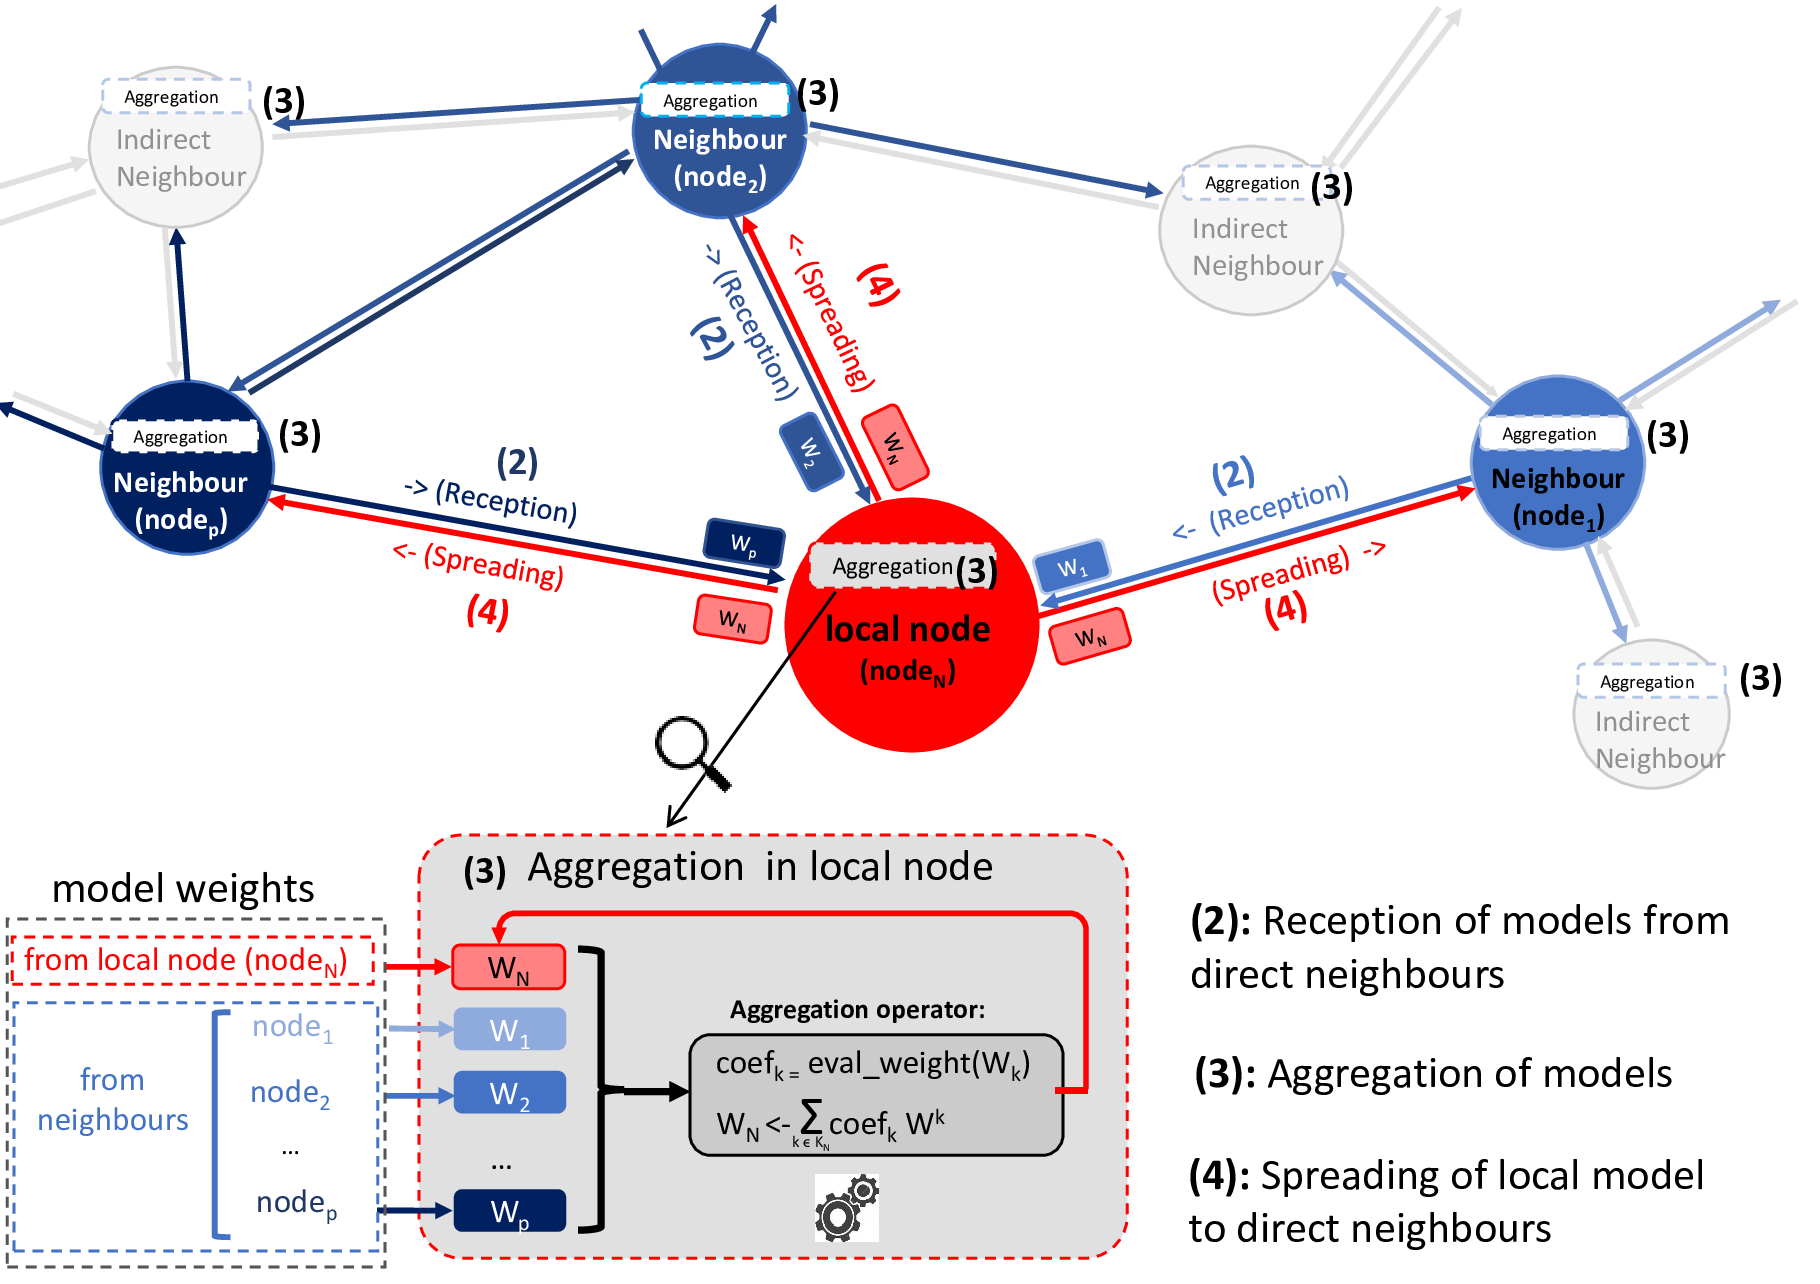 Aggregation (3)
Indirect
Neighbour
Aggregation (3)
Neighbour
(node2)
Aggregation (3)
Indirect
Neighbour
-> (Reception)
(2)
<- (Spreading)
(4)
W2
WN
Aggregation (3)
Neighbour
(nodep)
(2)
-> (Reception)
<- (Spreading)
(4)
Wp
WN
Aggregation (3)
local node
(nodeN)
(2)
<- (Reception)
(Spreading) ->
(4)
W1
WN
Aggregation (3)
Neighbour
(node1)
Aggregation (3)
Indirect
Neighbour
model weights
from local node (nodeN)
from
neighbours
node1
node2
...
nodep
(3) Aggregation in local node
WN
W1
W2
...
Wp
Aggregation operator:
coefk = eval_weight(Wk)
WN <- Σ k ϵ KN coefk Wk
(2): Reception of models from
direct neighbours
(3): Aggregation of models
(4): Spreading of local model
to direct neighbours